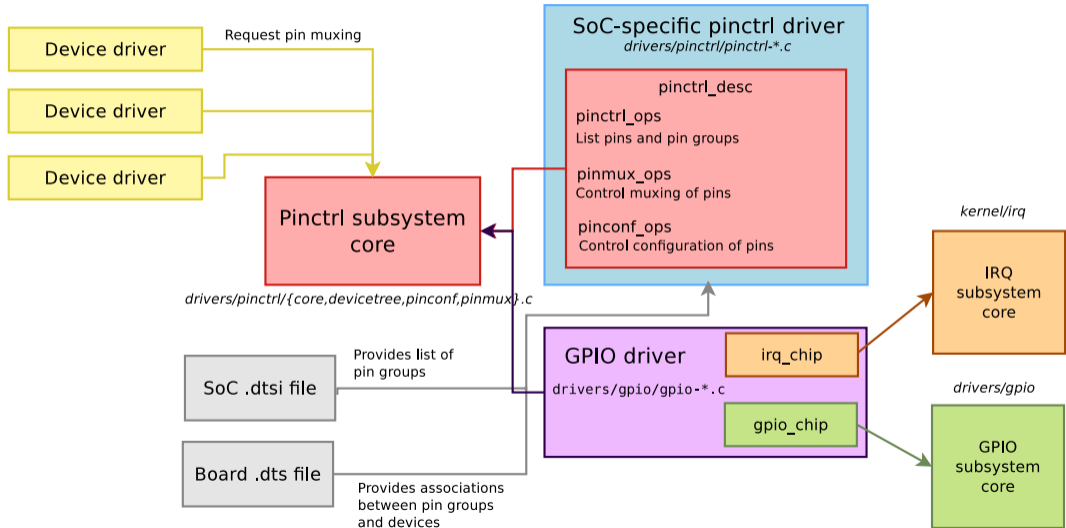 Device driver
Device driver
Device driver
Request pin muxing
Pinctrl subsystem
core
drivers/pinctrl/{core,devicetree,pinconf,pinmux}.c
SoC-specific pinctrl driver
drivers/pinctrl/pinctrl-*.c
pinctrl_desc
pinctrl_ops
List pins and pin groups
pinmux_ops
Control muxing of pins
pinconf_ops
Control configuration of pins
kernel/irq
IRQ
subsystem
core
SoC .dtsi file
Provides list of
pin groups
Board .dts file
Provides associations
between pin groups
and devices
GPIO driver
drivers/gpio/gpio-*.c
irq_chip
gpio_chip
drivers/gpio
GPIO
subsystem
core